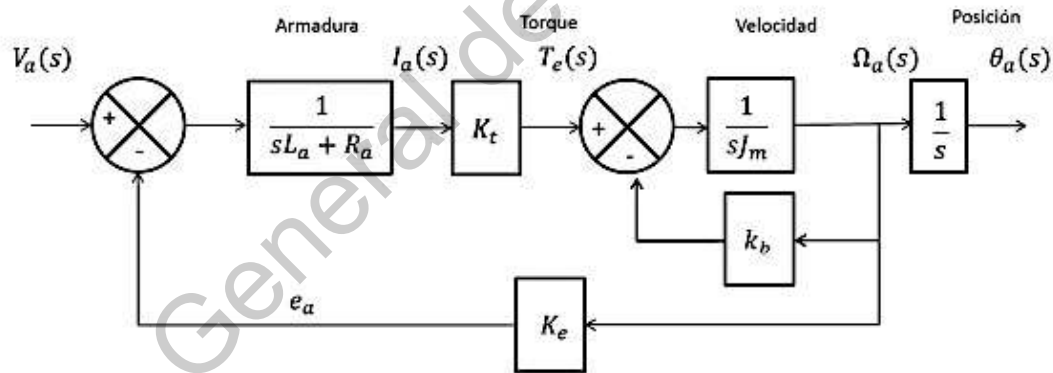 Armadura
Torque
Velocidad
Posición
V_a(s)
I_a(s)
T_e(s)
Ω_a(s)
θ_a(s)
+
-
1
sL_a + R_a
K_t
+
-
1
sJ_m
1
s
k_b
e_a
K_e
General de